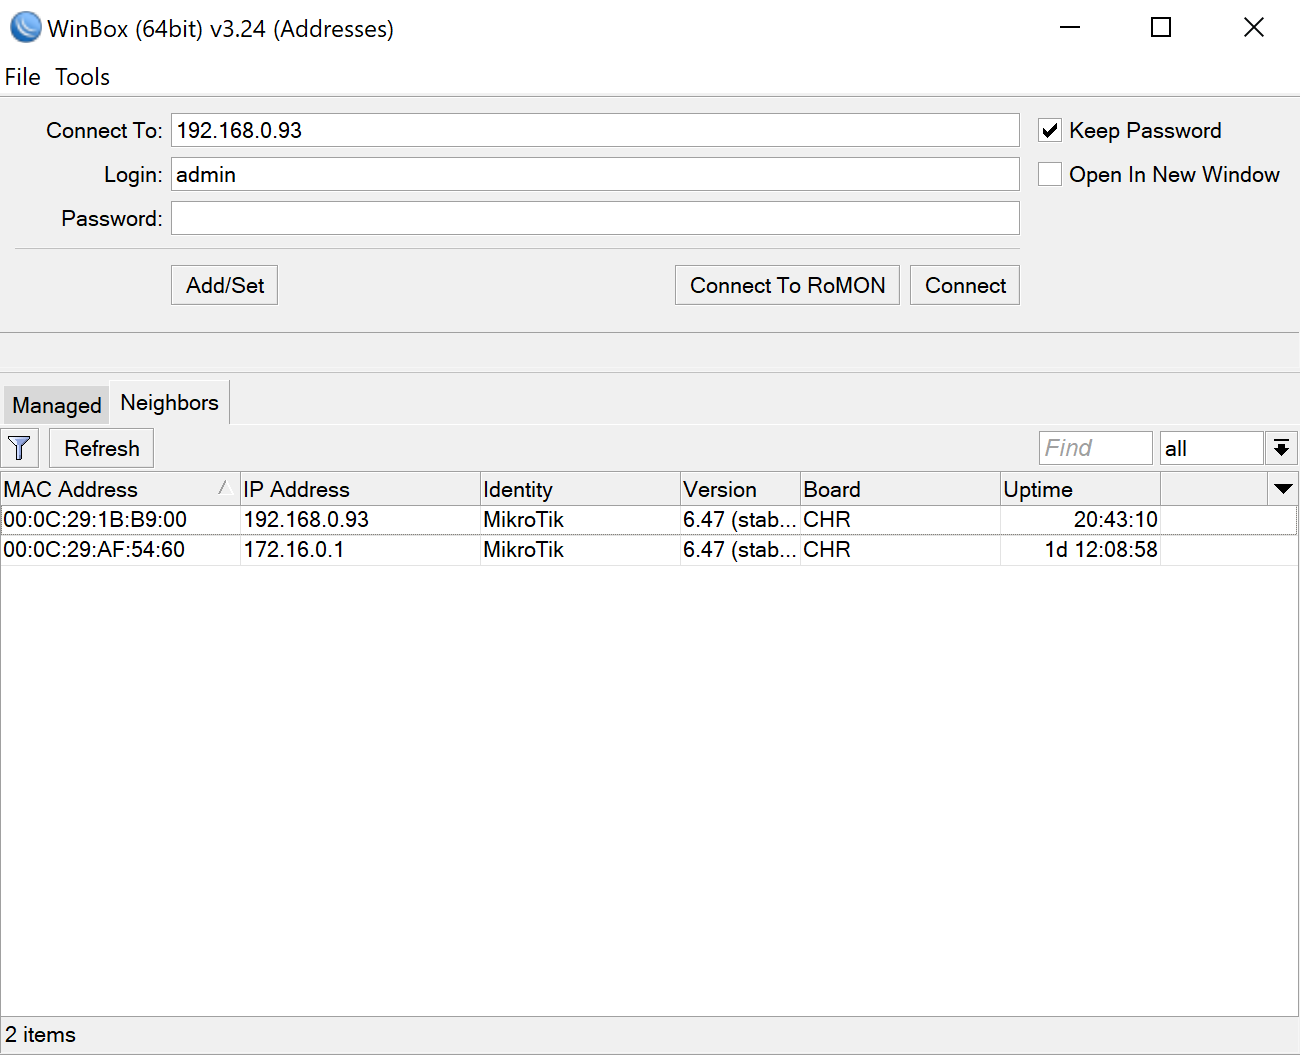 WinBox (64bit) v3.24 (Addresses)
File Tools
Connect To: 192.168.0.93 Keep Password
Login: admin Open In New Window
Password:
Add/Set Connect To RoMON Connect
Managed Neighbors
Refresh Find all
MAC Address IP Address Identity Version Board Uptime
00:0C:29:1B:B9:00 192.168.0.93 MikroTik 6.47 (stab... CHR 20:43:10
00:0C:29:AF:54:60 172.16.0.1 MikroTik 6.47 (stab... CHR 1d 12:08:58
2 items